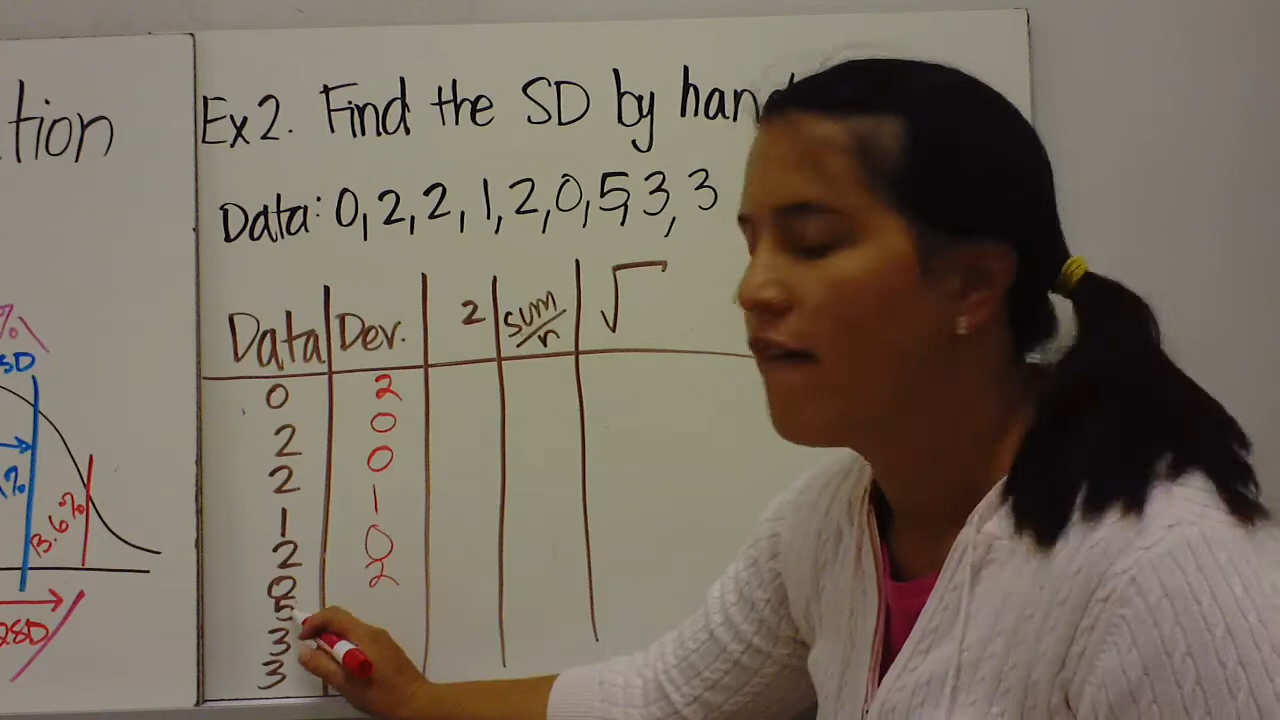 tion
Ex2. Find the SD by hand
Data: 0, 2, 2, 1, 2, 0, 5, 3, 3
Data Dev. 2 sum/n √
0 2
2 0
2 0
1 1
2 0
0 2
5
3
3
%
SD
%
13.6%
2SD